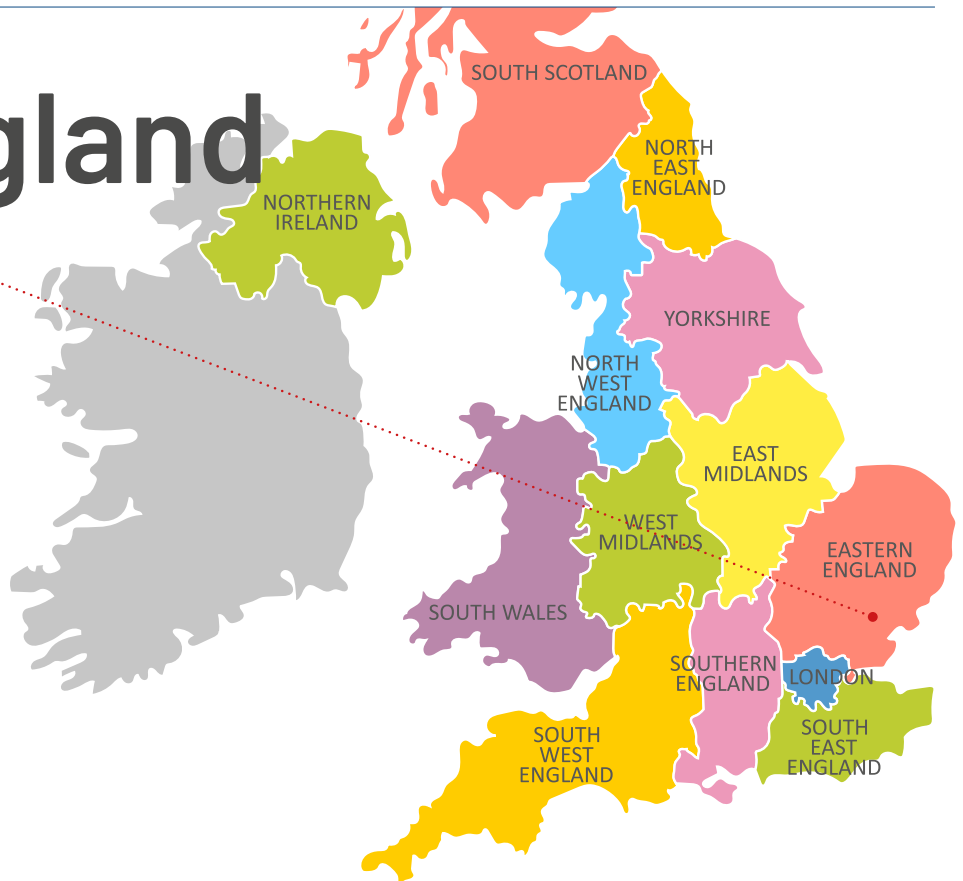 SOUTH SCOTLAND
gland
NORTH
EAST
ENGLAND
NORTHERN
IRELAND
YORKSHIRE
NORTH
WEST
ENGLAND
EAST
MIDLANDS
WEST
MIDLANDS
EASTERN
ENGLAND
SOUTH WALES
SOUTHERN
ENGLAND
LONDON
SOUTH
EAST
ENGLAND
SOUTH
WEST
ENGLAND